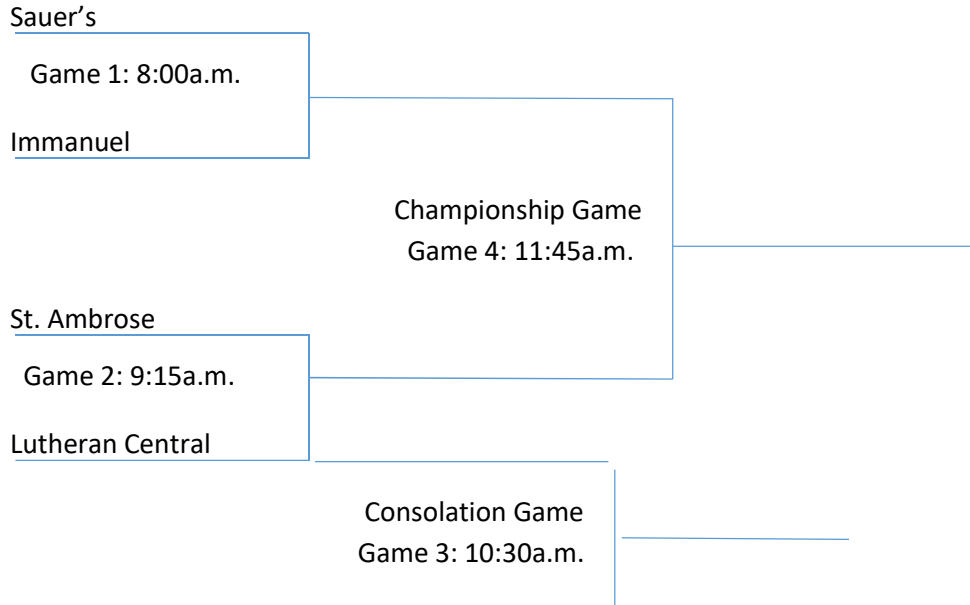 Sauer’s
Game 1: 8:00a.m.
Immanuel
Championship Game
Game 4: 11:45a.m.
St. Ambrose
Game 2: 9:15a.m.
Lutheran Central
Consolation Game
Game 3: 10:30a.m.